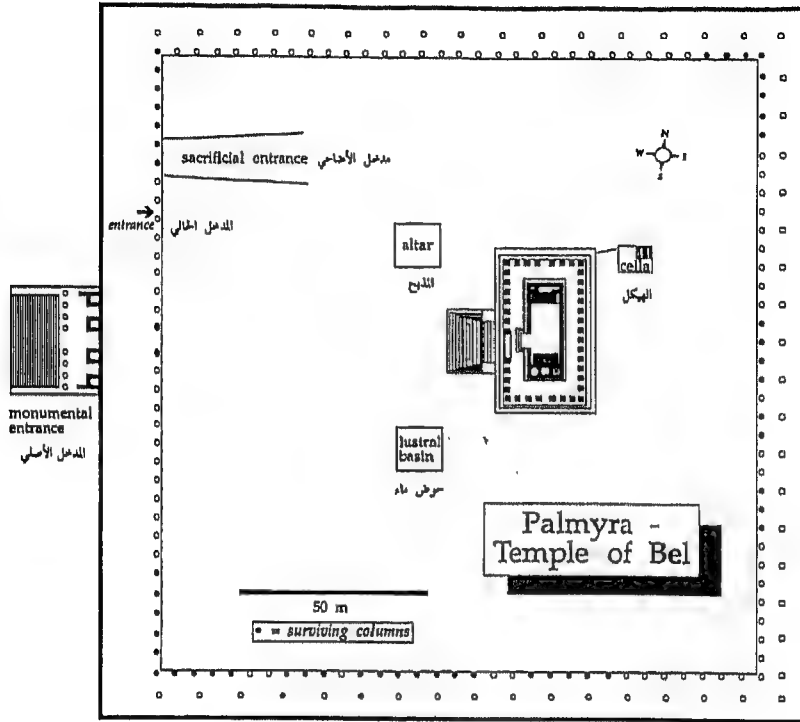 N
W E
S
sacrificial entrance مدخل الأضاحي
entrance المدخل الحالي
altar
المذبح
cella
الهيكل
monumental
entrance
المدخل الأصلي
lustral
basin
حوض ماء
Palmyra -
Temple of Bel
50 m
= surviving columns